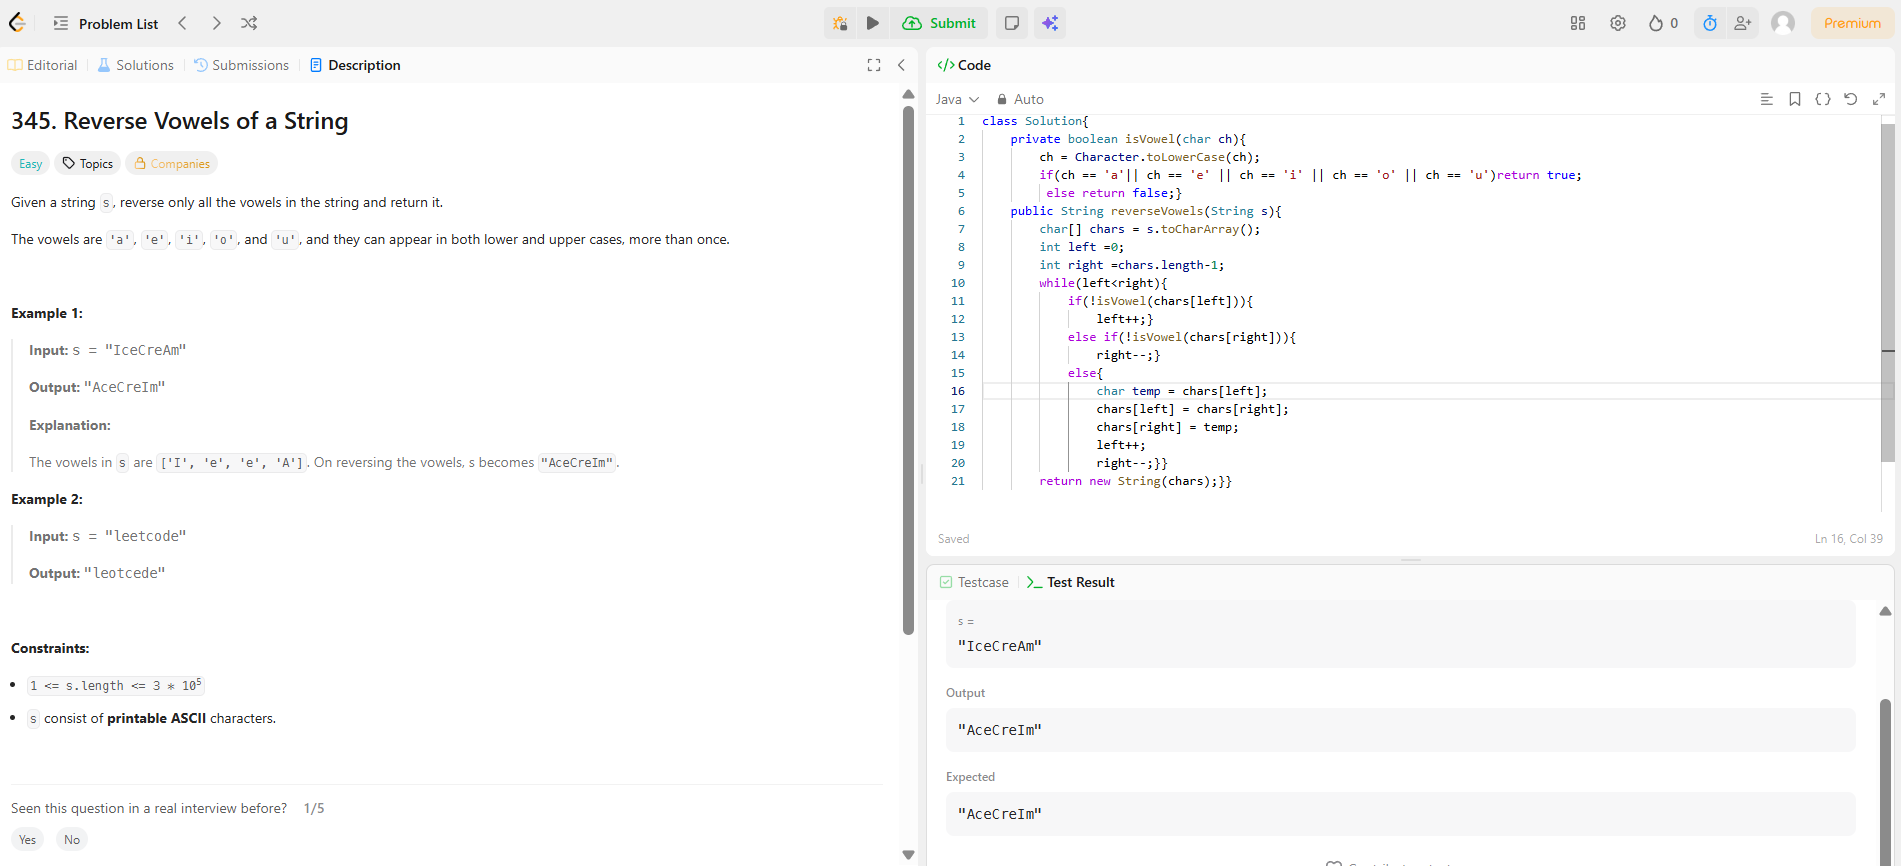 Problem List
Submit
0
Premium
Editorial
Solutions
Submissions
Description
345. Reverse Vowels of a String
Easy
Topics
Companies
Given a string s, reverse only all the vowels in the string and return it.
The vowels are 'a', 'e', 'i', 'o', and 'u', and they can appear in both lower and upper cases, more than once.
Example 1:
Input: s = "IceCreAm"
Output: "AceCreIm"
Explanation:
The vowels in s are ['I', 'e', 'e', 'A']. On reversing the vowels, s becomes "AceCreIm".
Example 2:
Input: s = "leetcode"
Output: "leotcede"
Constraints:
• 1 <= s.length <= 3 * 10⁵
• s consist of printable ASCII characters.
Seen this question in a real interview before? 1/5
Yes
No
</> Code
Java
Auto
1 class Solution{
2 private boolean isVowel(char ch){
3 ch = Character.toLowerCase(ch);
4 if(ch == 'a'|| ch == 'e' || ch == 'i' || ch == 'o' || ch == 'u')return true;
5 else return false;}
6 public String reverseVowels(String s){
7 char[] chars = s.toCharArray();
8 int left =0;
9 int right =chars.length-1;
10 while(left<right){
11 if(!isVowel(chars[left])){
12 left++;}
13 else if(!isVowel(chars[right])){
14 right--;}
15 else{
16 char temp = chars[left];
17 chars[left] = chars[right];
18 chars[right] = temp;
19 left++;
20 right--;}}
21 return new String(chars);}}
Saved
Ln 16, Col 39
Testcase
Test Result
s =
"IceCreAm"
Output
"AceCreIm"
Expected
"AceCreIm"